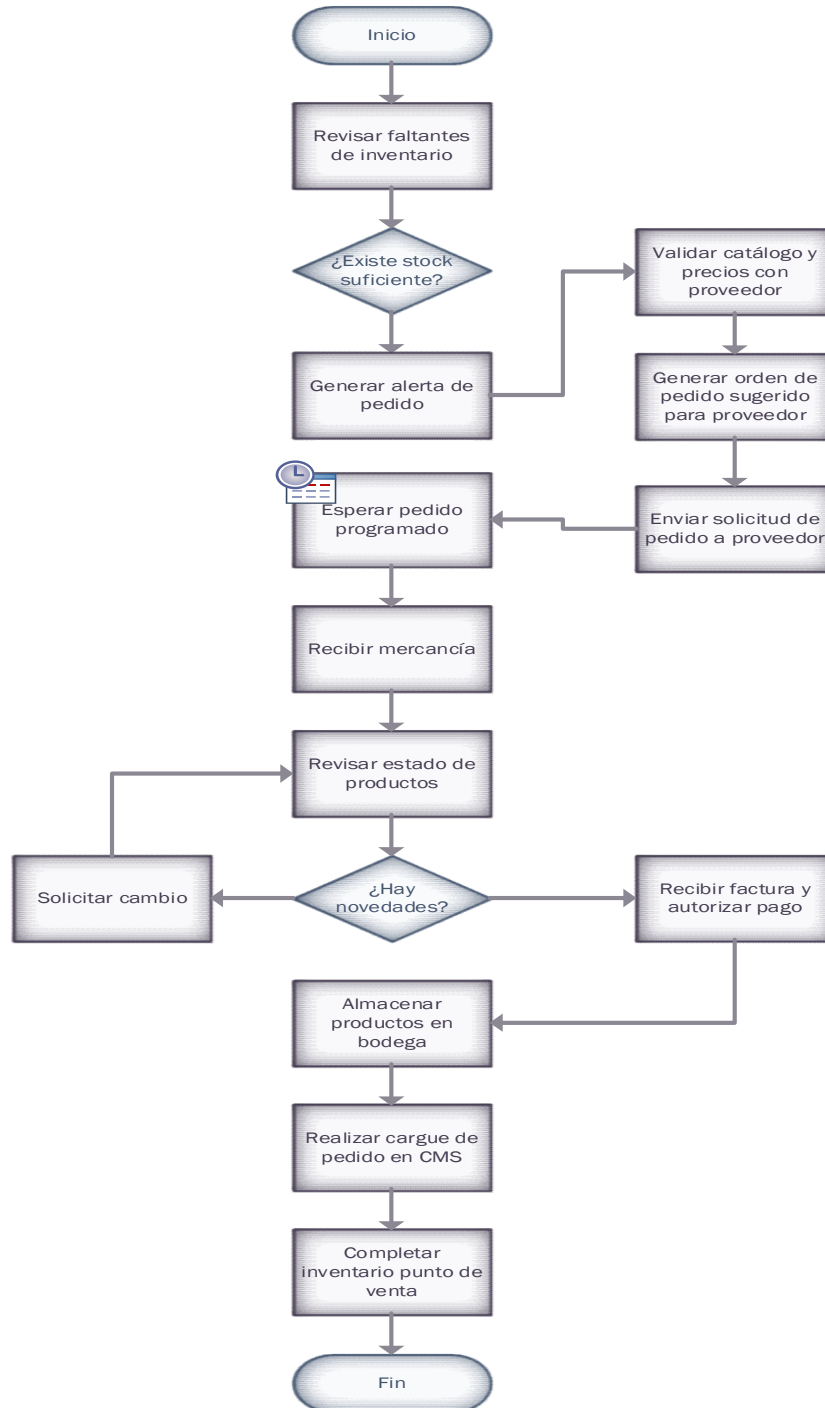 Inicio
Revisar faltantes
de inventario
¿Existe stock
suficiente?
Generar alerta de
pedido
Validar catálogo y
precios con
proveedor
Generar orden de
pedido sugerido
para proveedor
Enviar solicitud de
pedido a proveedor
Esperar pedido
programado
Recibir mercancía
Revisar estado de
productos
¿Hay
novedades?
Solicitar cambio
Recibir factura y
autorizar pago
Almacenar
productos en
bodega
Realizar cargue de
pedido en CMS
Completar
inventario punto de
venta
Fin